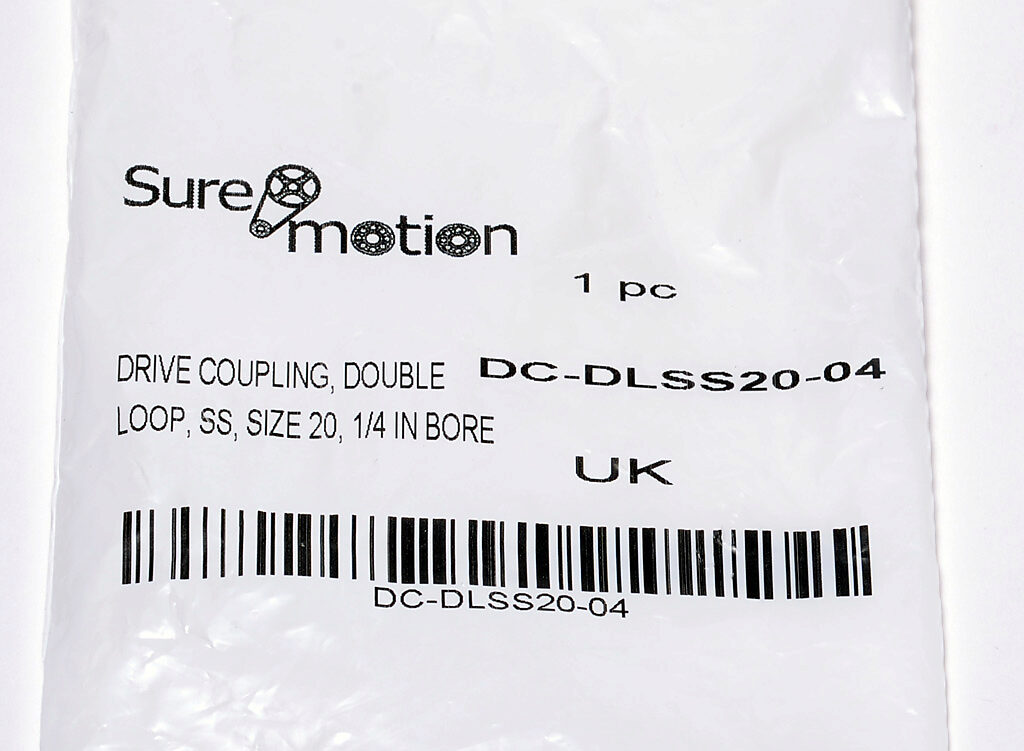 Sure motion
1 pc
DRIVE COUPLING, DOUBLE
LOOP, SS, SIZE 20, 1/4 IN BORE
DC-DLSS20-04
UK
DC-DLSS20-04